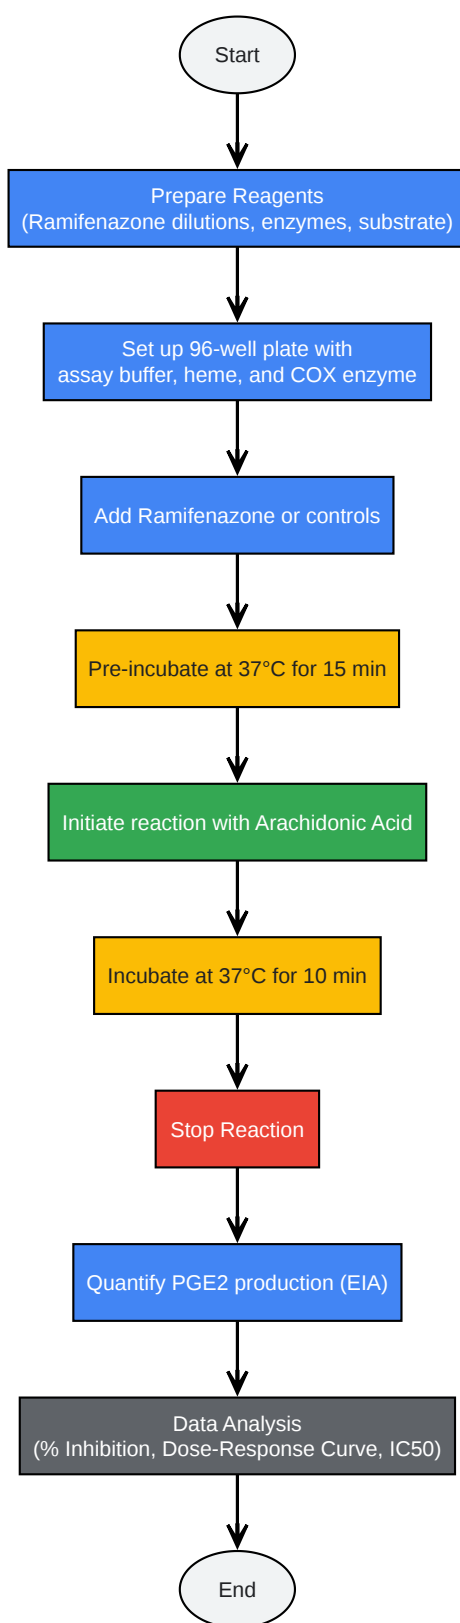 Start
Prepare Reagents
(Ramifenazone dilutions, enzymes, substrate)
Set up 96-well plate with
assay buffer, heme, and COX enzyme
Add Ramifenazone or controls
Pre-incubate at 37°C for 15 min
Initiate reaction with Arachidonic Acid
Incubate at 37°C for 10 min
Stop Reaction
Quantify PGE2 production (EIA)
Data Analysis
(% Inhibition, Dose-Response Curve, IC50)
End